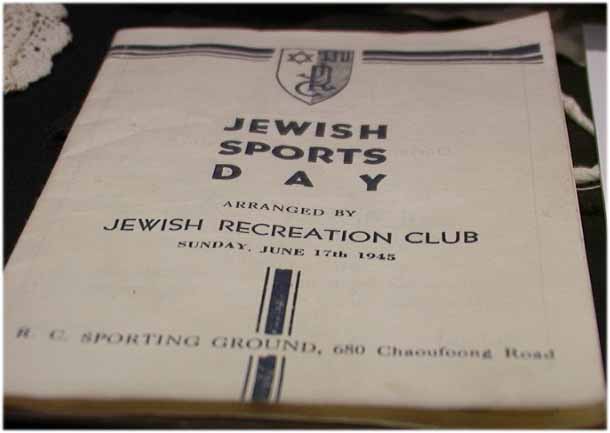 JEWISH
SPORTS
DAY
ARRANGED BY
JEWISH RECREATION CLUB
SUNDAY, JUNE 17th 1945
R. C. SPORTING GROUND, 680 Chaoufoong Road